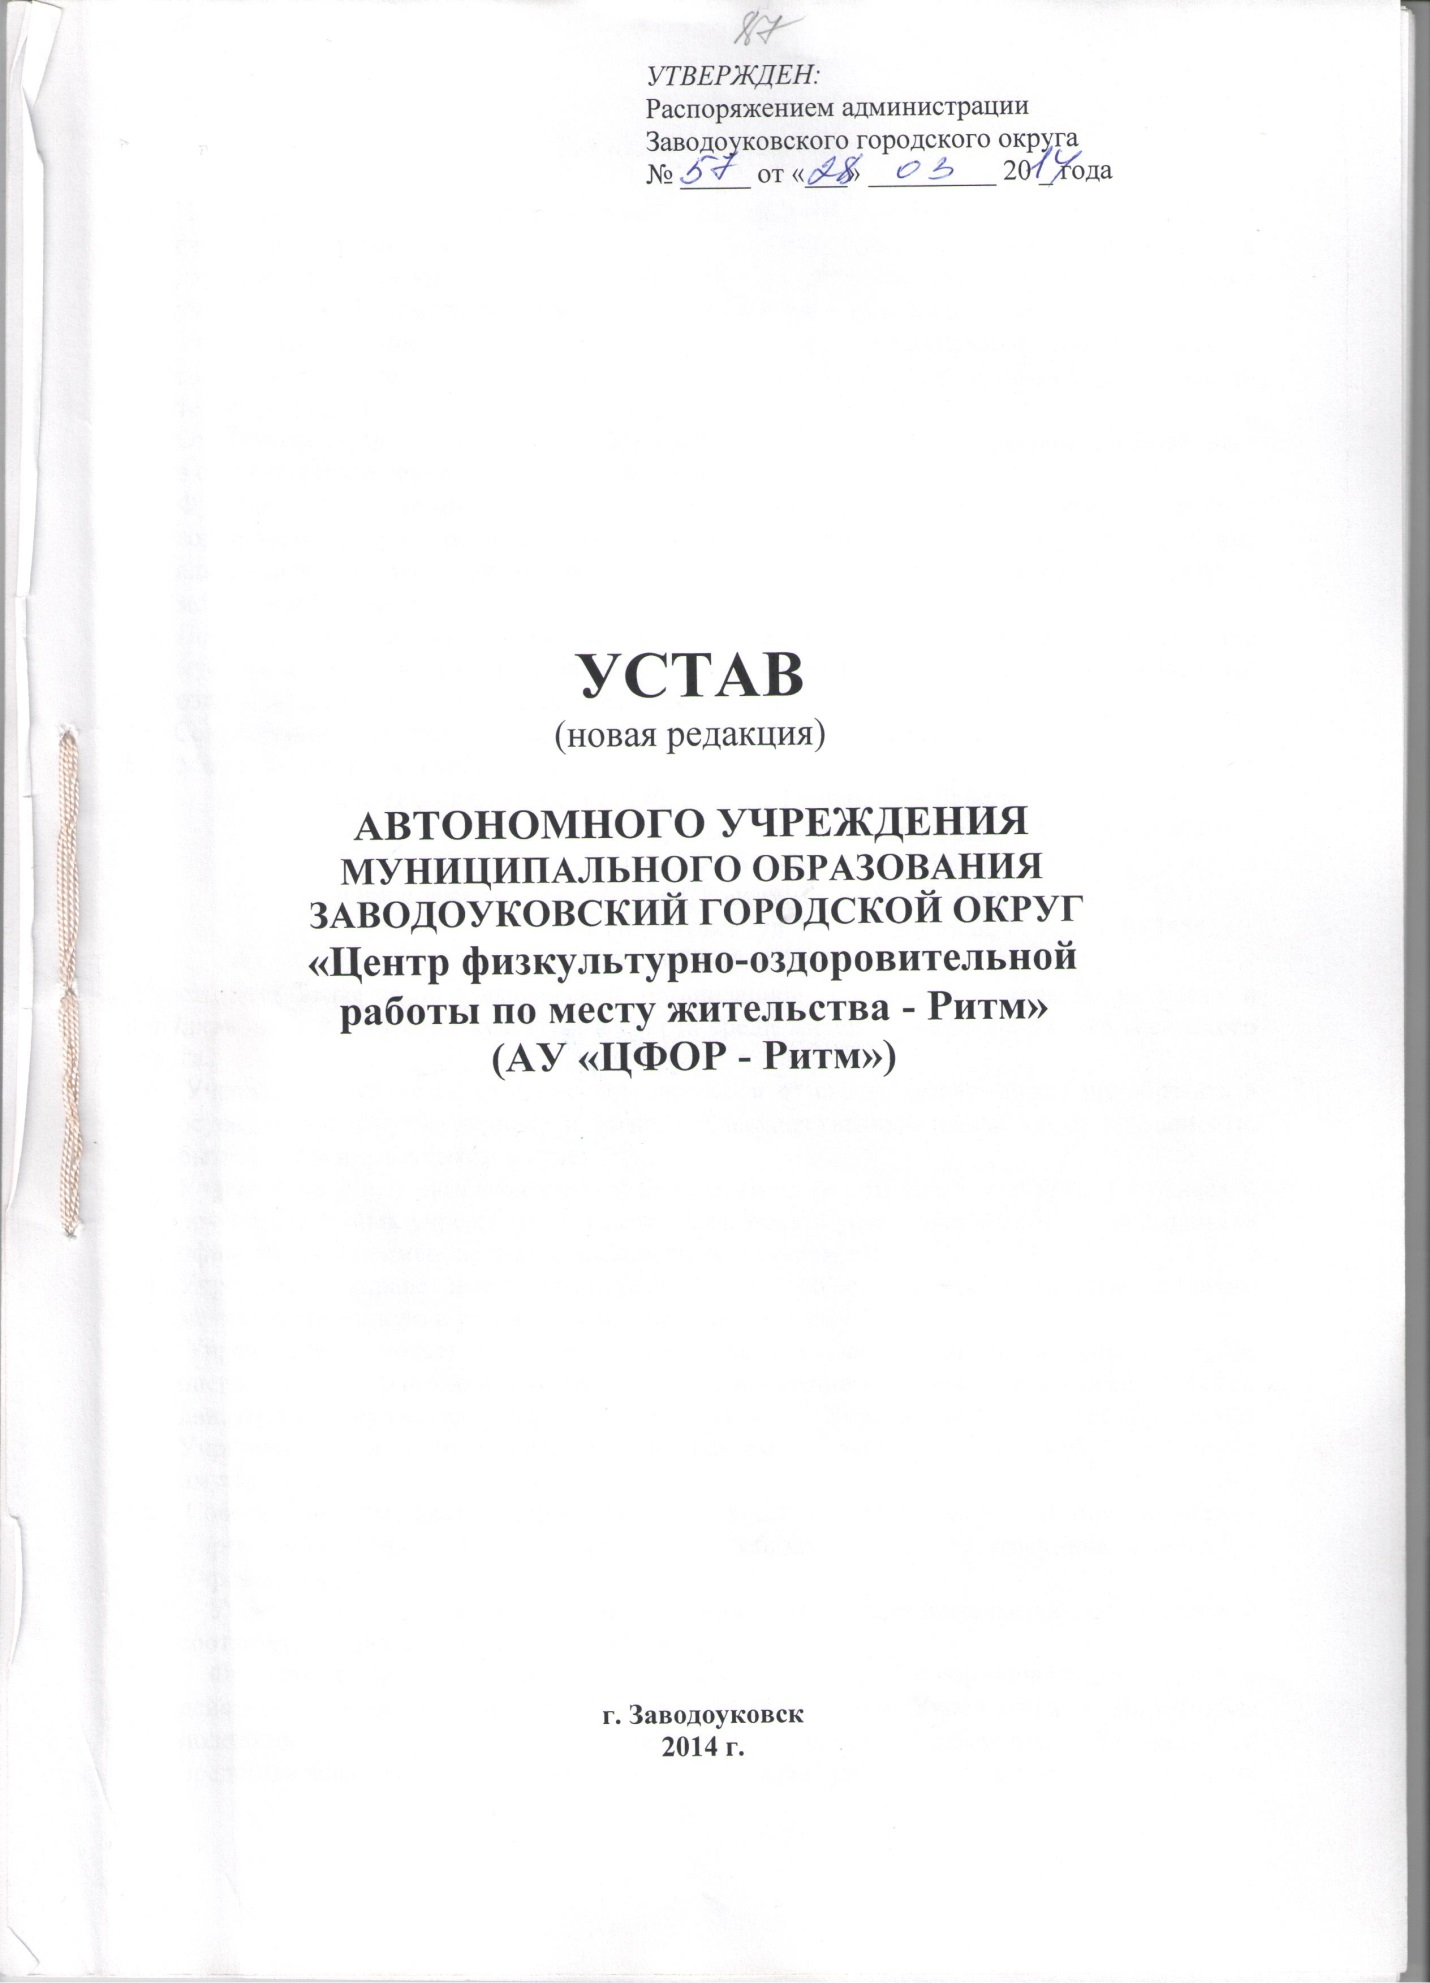 87
УТВЕРЖДЕН:
Распоряжением администрации
Заводоуковского городского округа
№ 57 от «28» 03 2014 года
УСТАВ
(новая редакция)
АВТОНОМНОГО УЧРЕЖДЕНИЯ
МУНИЦИПАЛЬНОГО ОБРАЗОВАНИЯ
ЗАВОДОУКОВСКИЙ ГОРОДСКОЙ ОКРУГ
«Центр физкультурно-оздоровительной
работы по месту жительства - Ритм»
(АУ «ЦФОР - Ритм»)
г. Заводоуковск
2014 г.